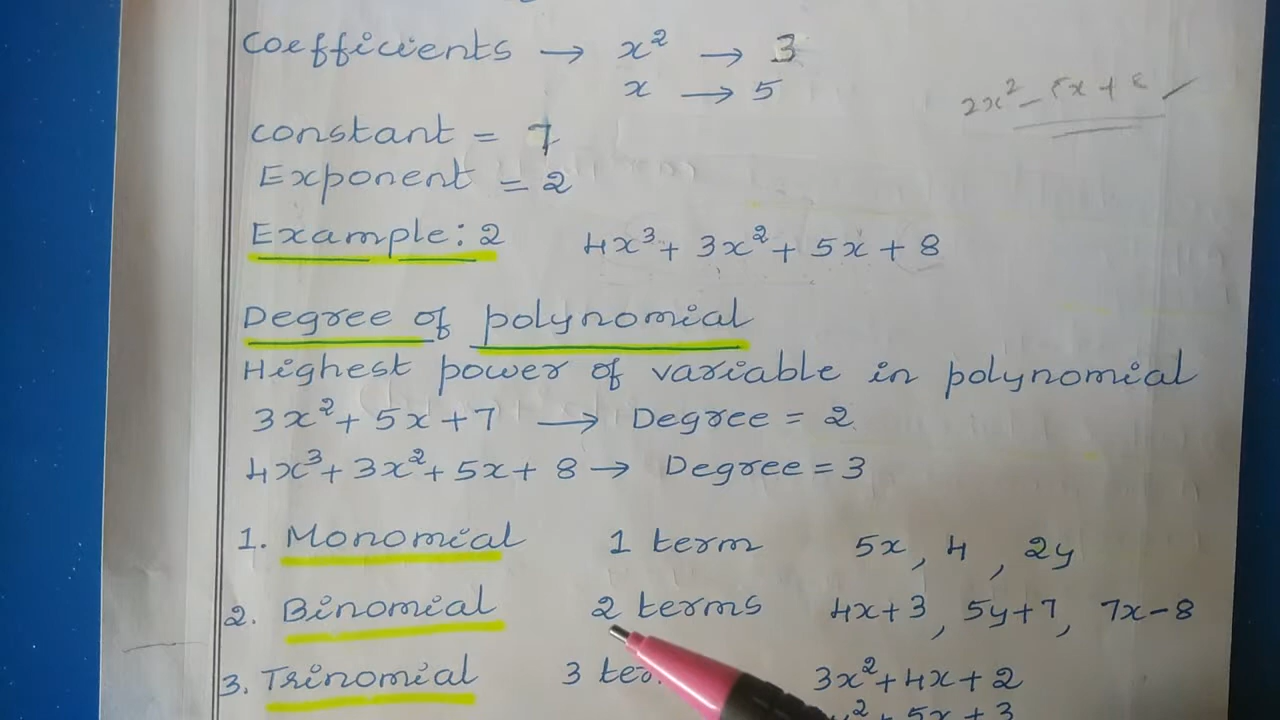 Coefficients → x² → 3
x → 5
constant = 7
Exponent = 2
Example: 2 4x³ + 3x² + 5x + 8
Degree of polynomial
Highest power of variable in polynomial
3x² + 5x + 7 → Degree = 2
4x³ + 3x² + 5x + 8 → Degree = 3
1. Monomial 1 term 5x, 4, 2y
2. Binomial 2 terms 4x+3, 5y+7, 7x-8
3. Trinomial 3 3x² + 4x + 2
5x + 3